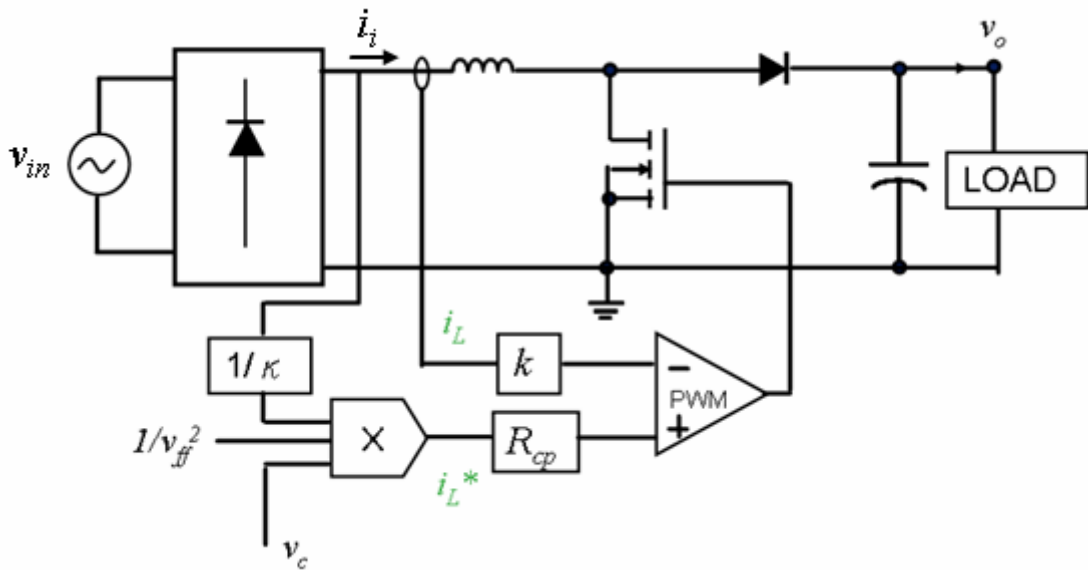 i_i
v_o
v_in
LOAD
i_L
k
-
PWM
+
1/κ
1/v_ff^2
X
R_cp
i_L*
v_c